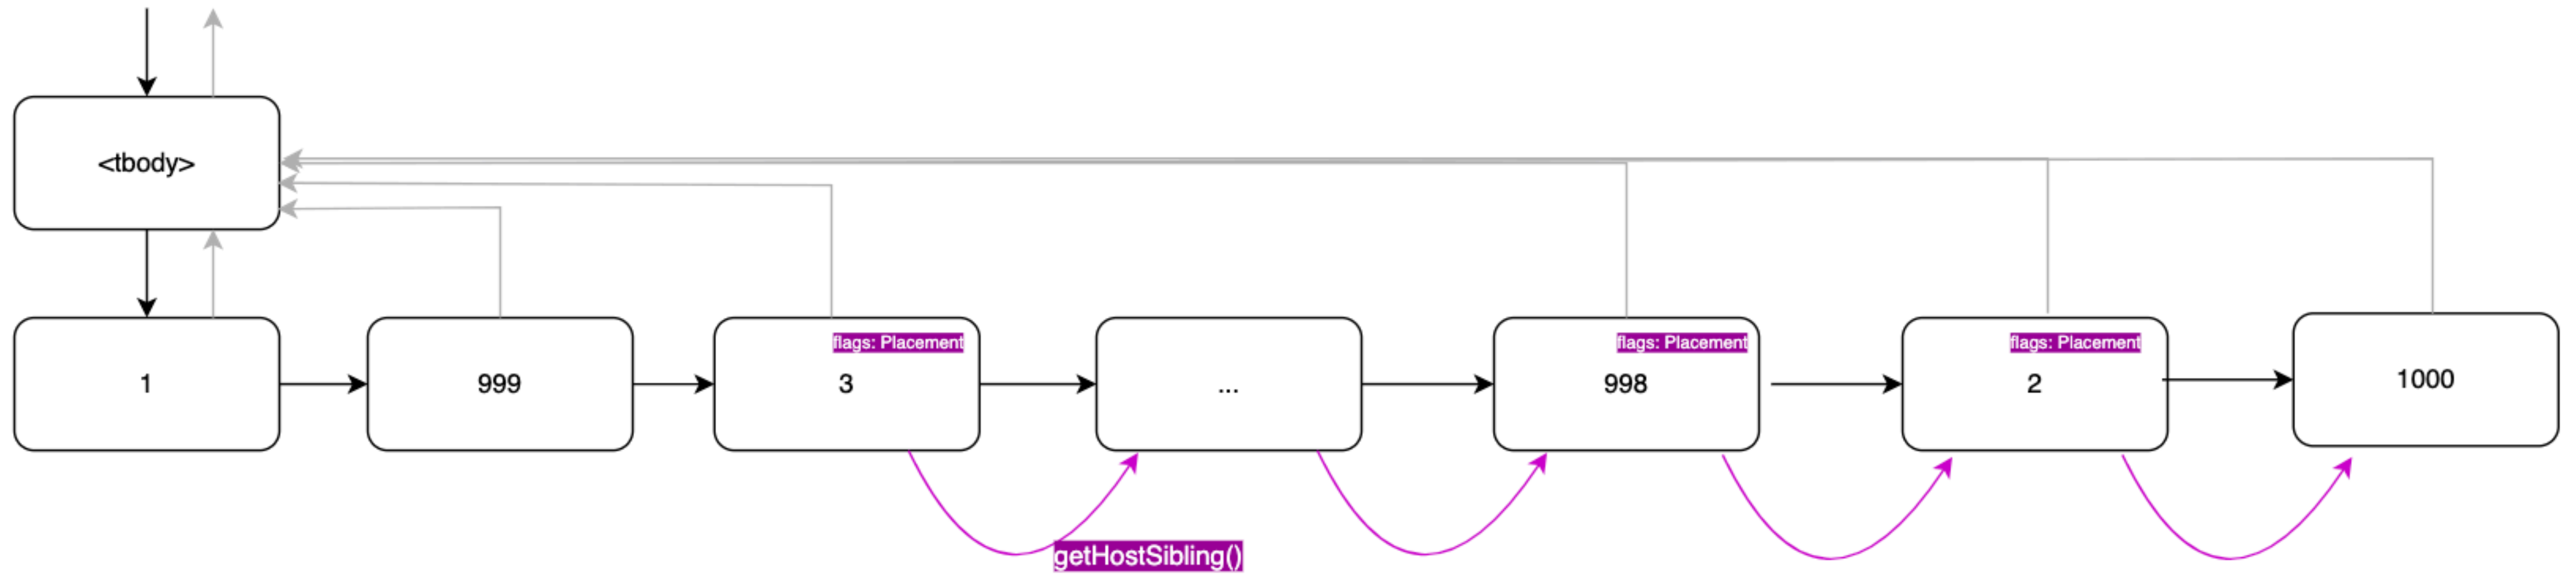 <tbody>
flags: Placement
flags: Placement
flags: Placement
1
999
3
...
998
2
1000
getHostSibling()